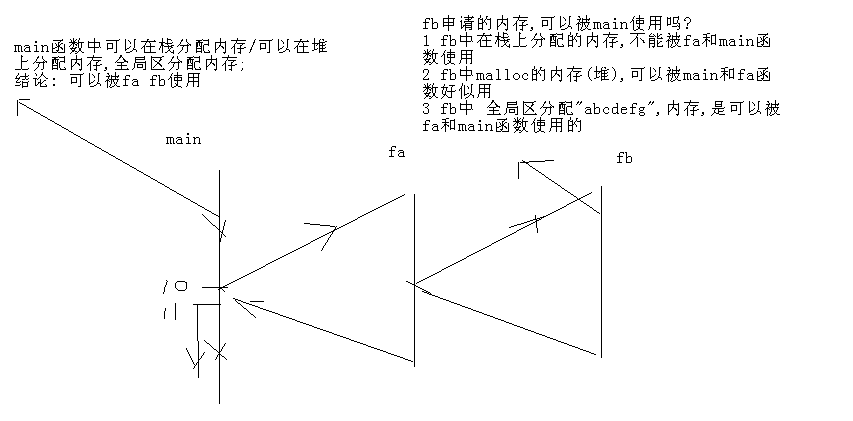 main函数中可以在栈分配内存/可以在堆
上分配内存,全局区分配内存;
结论: 可以被fa fb使用
fb申请的内存,可以被main使用吗?
1 fb中在栈上分配的内存,不能被fa和main函
数使用
2 fb中malloc的内存(堆),可以被main和fa函
数好似用
3 fb中 全局区分配"abcdefg",内存,是可以被
fa和main函数使用的
main
fa
fb
10
11